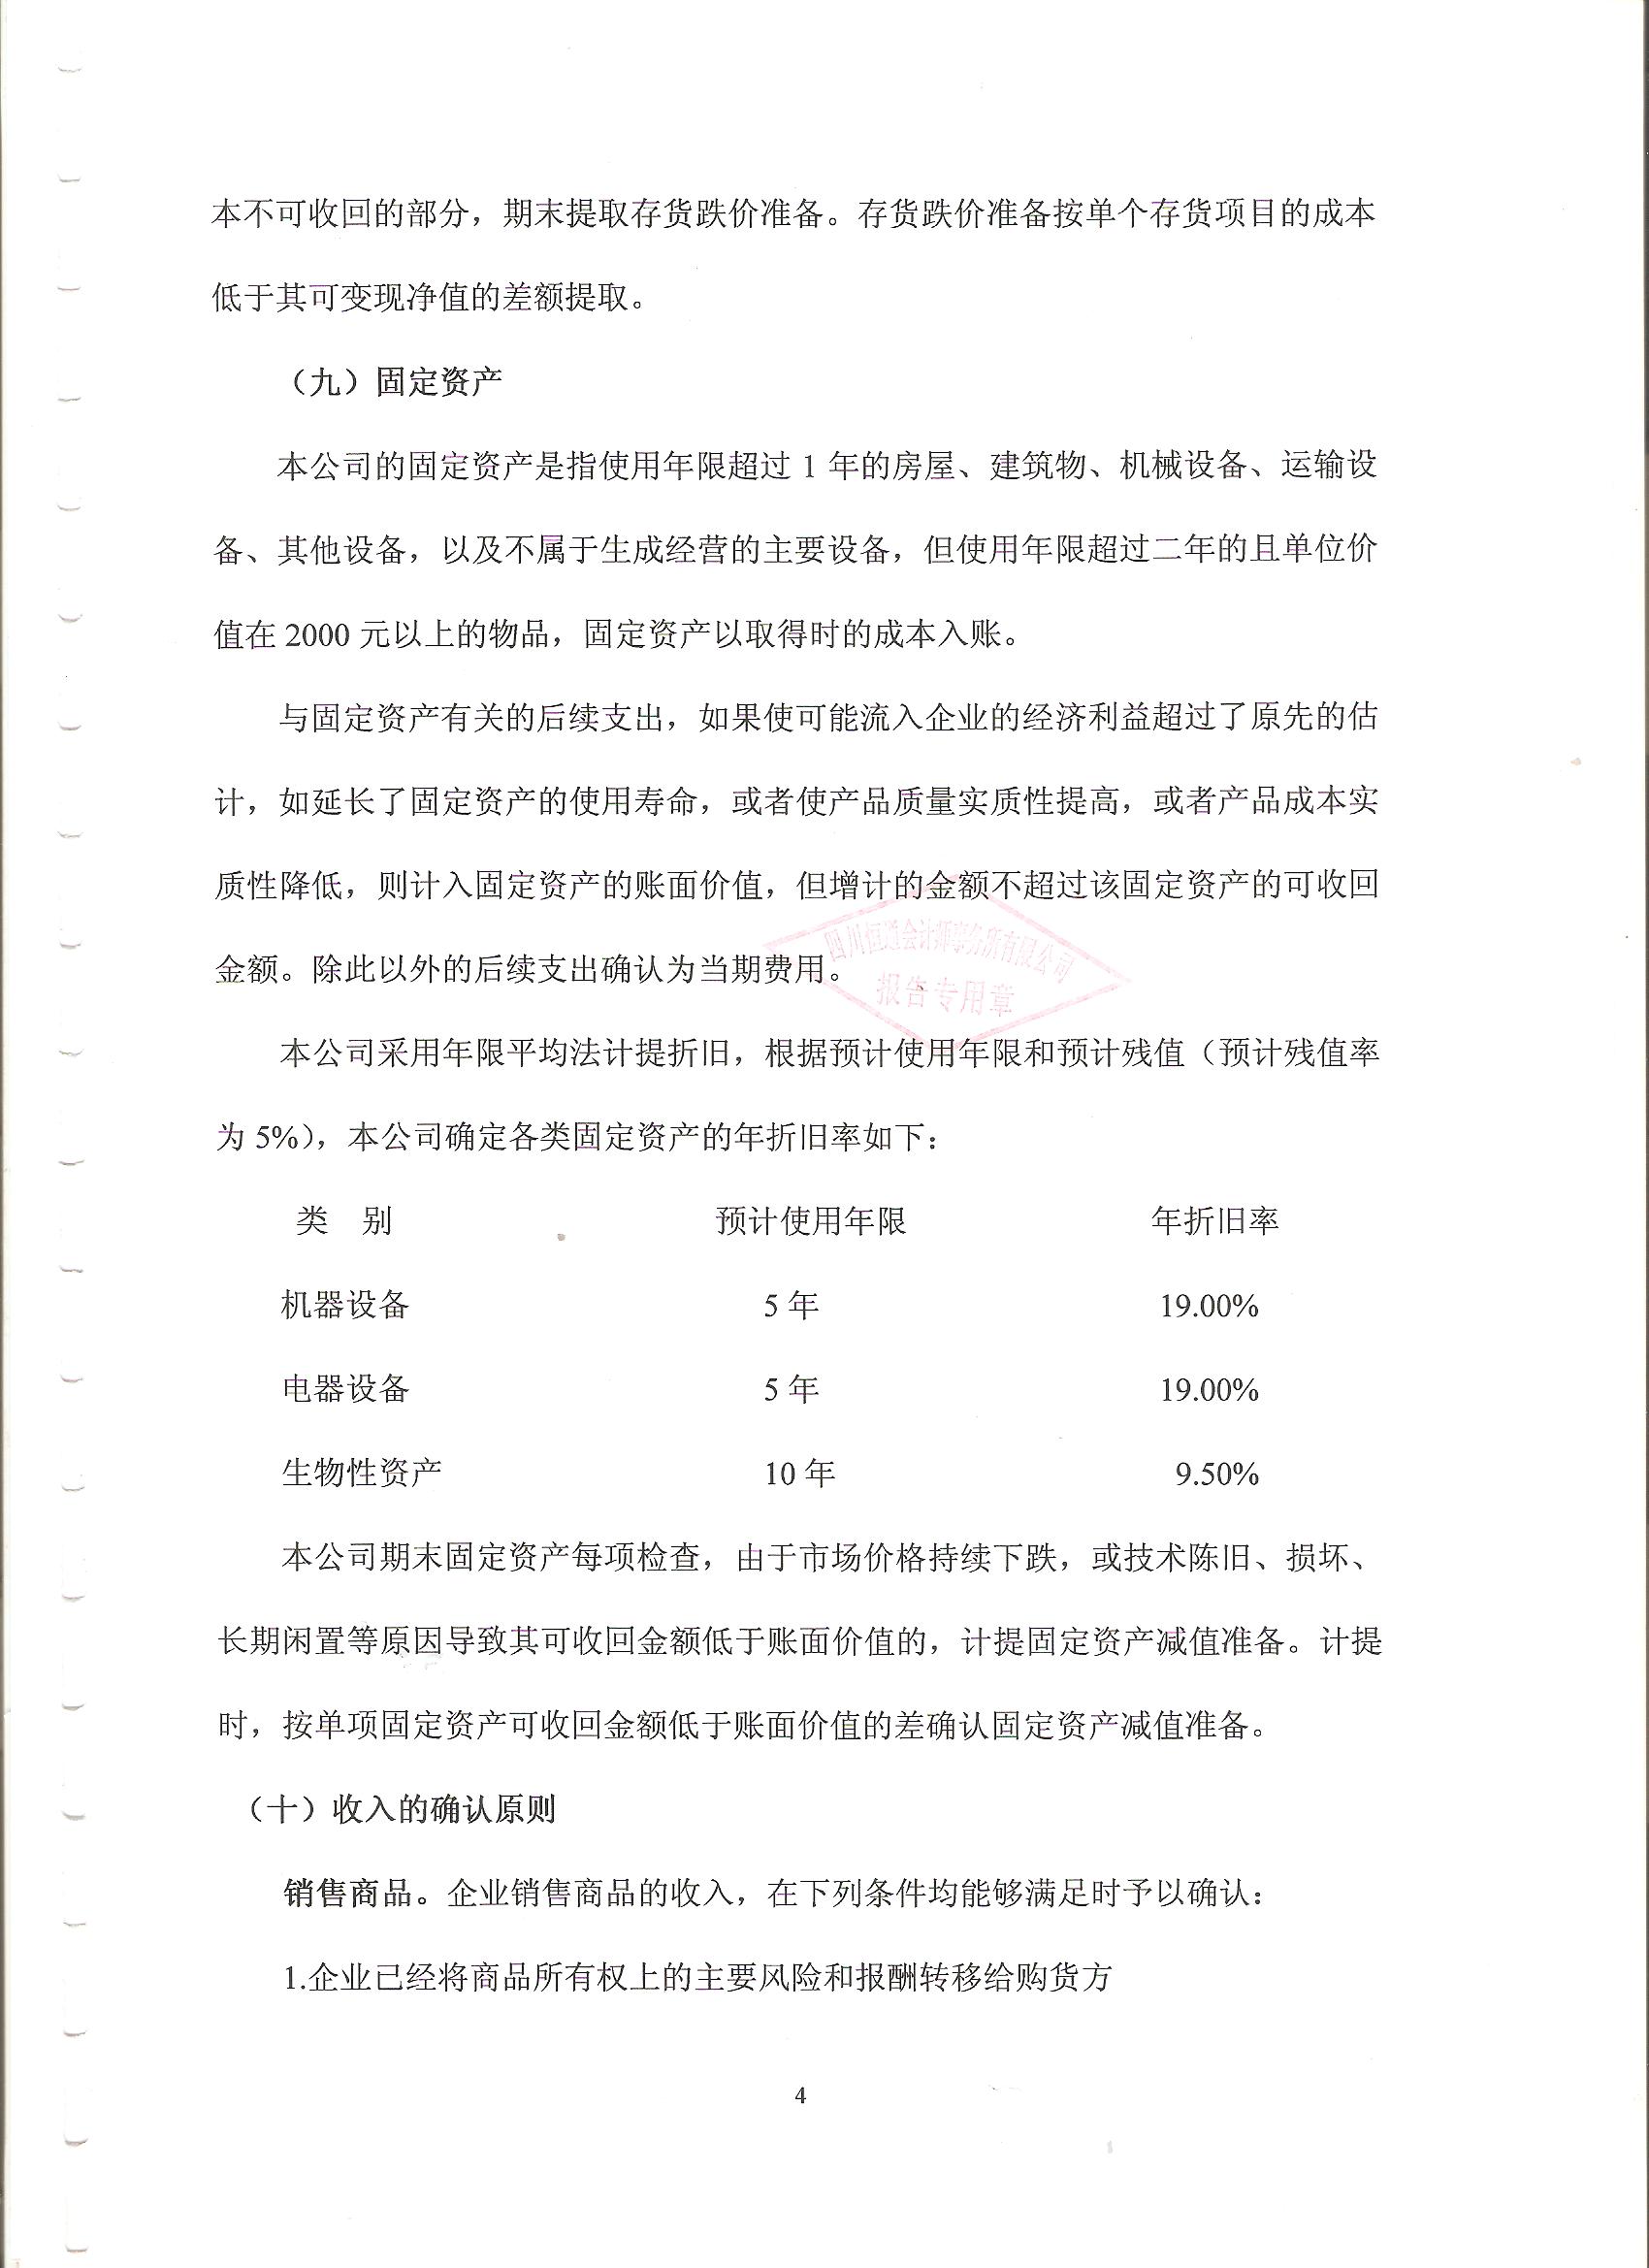 本不可收回的部分，期末提取存货跌价准备。存货跌价准备按单个存货项目的成本
低于其可变现净值的差额提取。
（九）固定资产
本公司的固定资产是指使用年限超过 1 年的房屋、建筑物、机械设备、运输设
备、其他设备，以及不属于生成经营的主要设备，但使用年限超过二年的且单位价
值在 2000 元以上的物品，固定资产以取得时的成本入账。
与固定资产有关的后续支出，如果使可能流入企业的经济利益超过了原先的估
计，如延长了固定资产的使用寿命，或者使产品质量实质性提高，或者产品成本实
质性降低，则计入固定资产的账面价值，但增计的金额不超过该固定资产的可收回
四川恒通会计师事务所有限公司
金额。除此以外的后续支出确认为当期费用。
报告专用章
本公司采用年限平均法计提折旧，根据预计使用年限和预计残值（预计残值率
为 5%），本公司确定各类固定资产的年折旧率如下：
类 别 预计使用年限 年折旧率
机器设备 5 年 19.00%
电器设备 5 年 19.00%
生物性资产 10 年 9.50%
本公司期末固定资产每项检查，由于市场价格持续下跌，或技术陈旧、损坏、
长期闲置等原因导致其可收回金额低于账面价值的，计提固定资产减值准备。计提
时，按单项固定资产可收回金额低于账面价值的差确认固定资产减值准备。
（十）收入的确认原则
销售商品。企业销售商品的收入，在下列条件均能够满足时予以确认：
1.企业已经将商品所有权上的主要风险和报酬转移给购货方
4